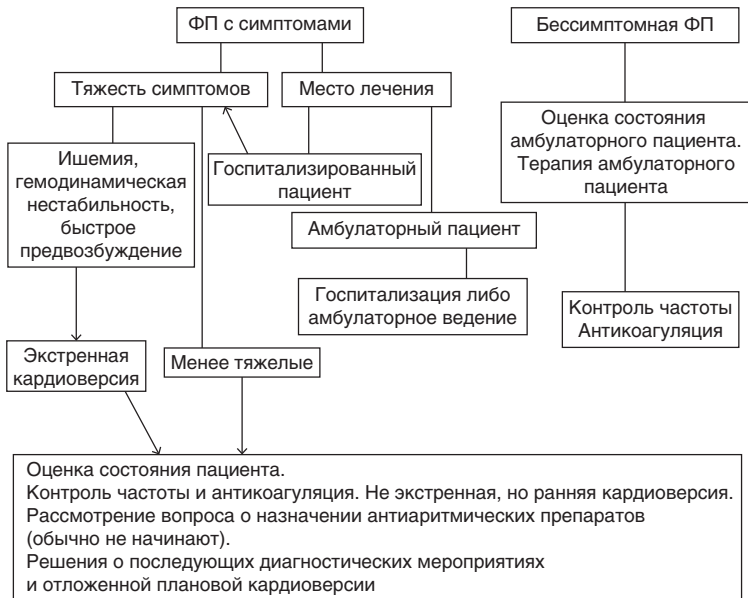 ФП с симптомами
Бессимптомная ФП
Тяжесть симптомов
Место лечения
Оценка состояния
амбулаторного пациента.
Терапия амбулаторного
пациента
Ишемия,
гемодинамическая
нестабильность,
быстрое
предвозбуждение
Госпитализированный
пациент
Амбулаторный пациент
Госпитализация либо
амбулаторное ведение
Контроль частоты
Антикоагуляция
Экстренная
кардиоверсия
Менее тяжелые
Оценка состояния пациента.
Контроль частоты и антикоагуляция. Не экстренная, но ранняя кардиоверсия.
Рассмотрение вопроса о назначении антиаритмических препаратов
(обычно не начинают).
Решения о последующих диагностических мероприятиях
и отложенной плановой кардиоверсии